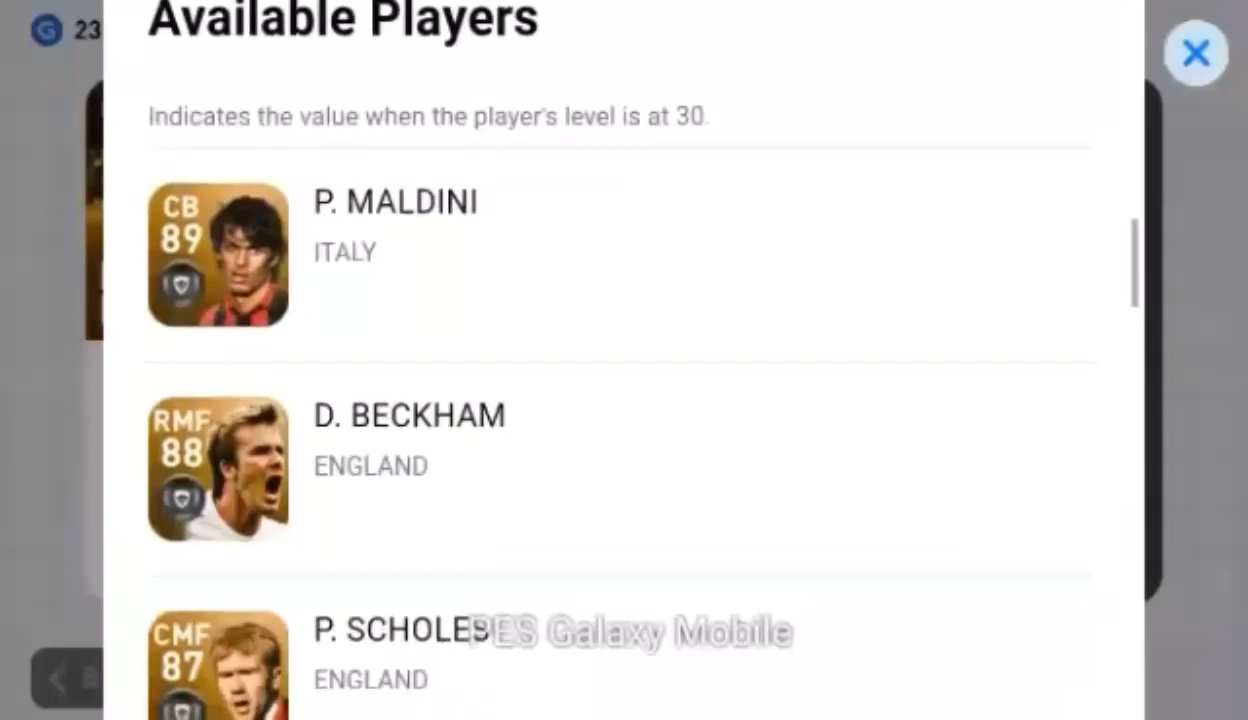 Available Players
23
Indicates the value when the player's level is at 30.
CB
89
P. MALDINI
ITALY
RMF
88
D. BECKHAM
ENGLAND
CMF
87
P. SCHOLES
PES Galaxy Mobile
ENGLAND